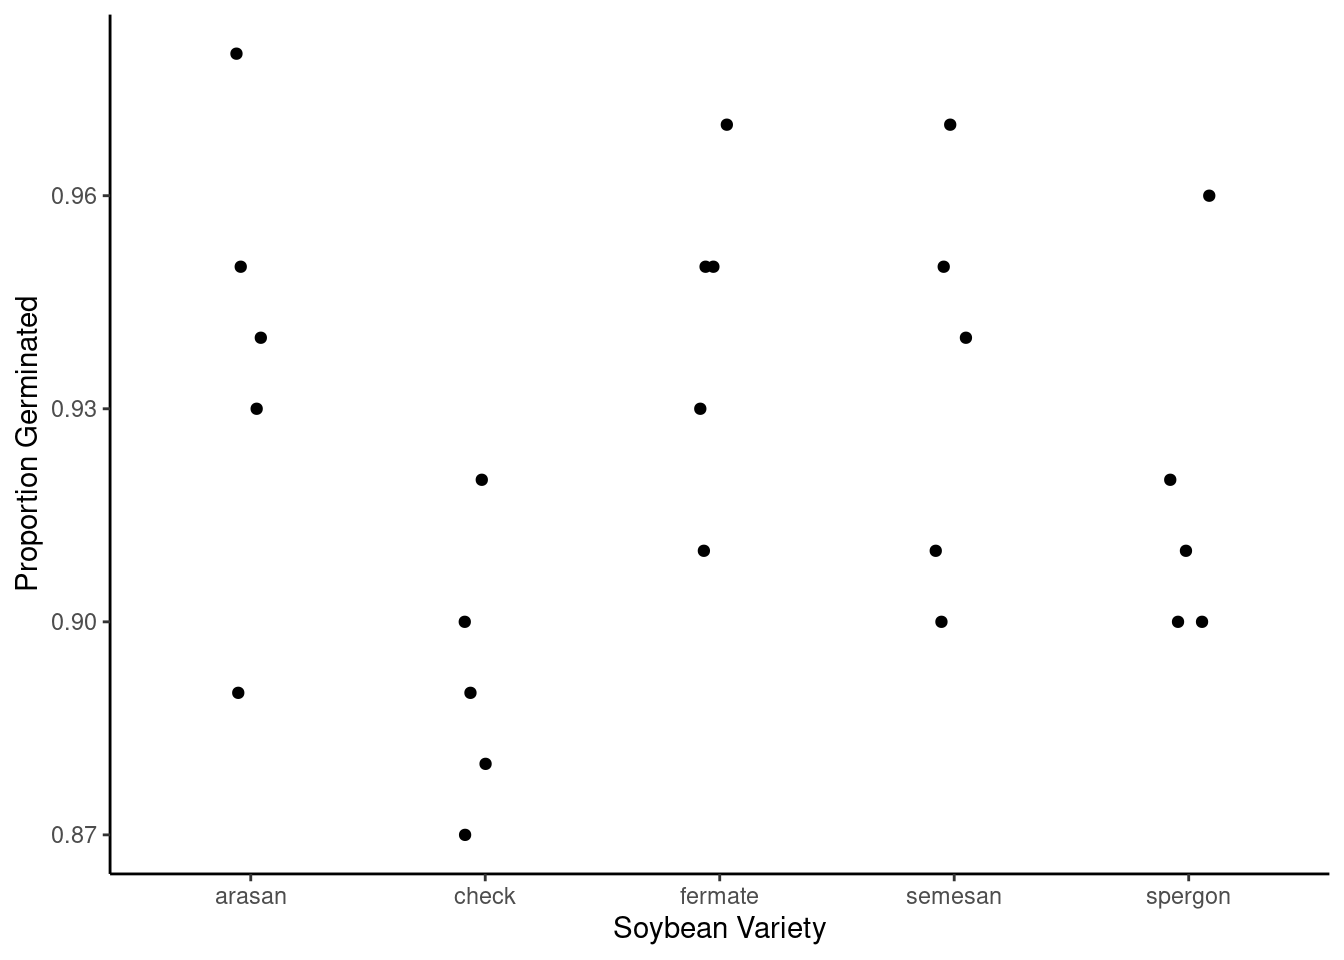 Proportion Germinated
0.96
0.93
0.90
0.87
arasan check fermate semesan spergon
Soybean Variety